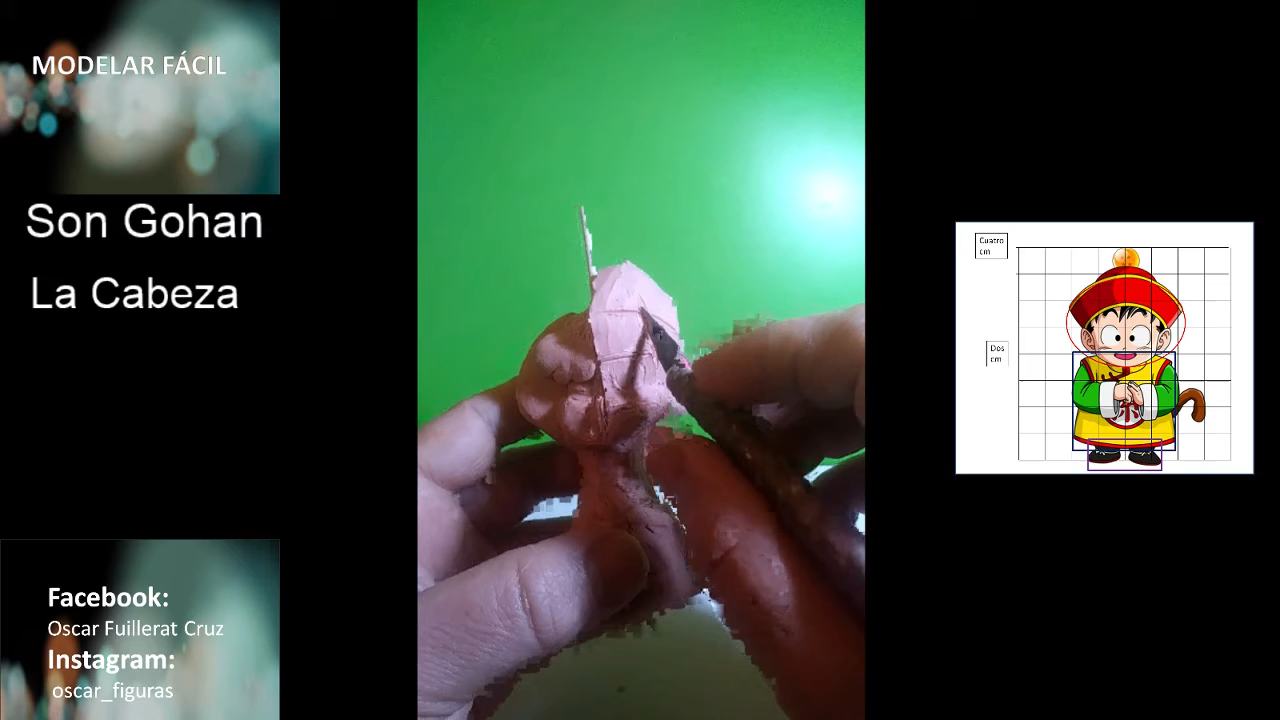 MODELAR FÁCIL
Son Gohan
La Cabeza
Facebook:
Oscar Fuillerat Cruz
Instagram:
oscar_figuras
Cuatro
cm
Dos
cm